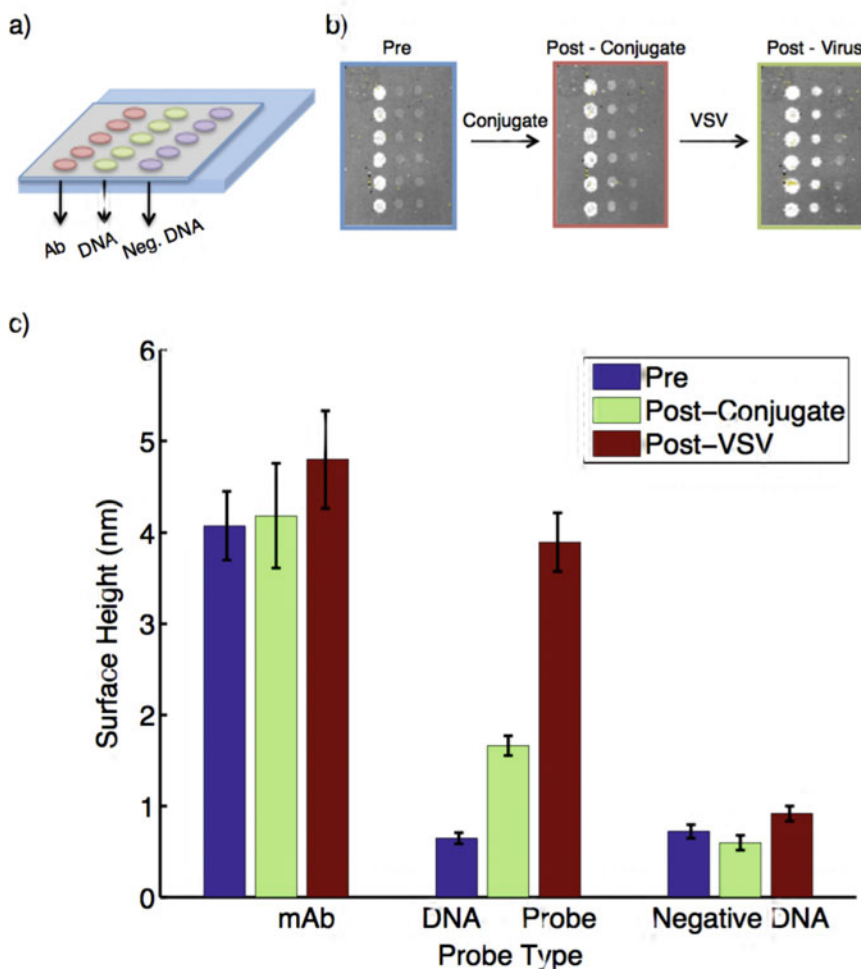 a)
Ab
DNA
Neg. DNA
b)
Pre
Post - Conjugate
Post - Virus
Conjugate
VSV
c)
6
5
4
3
2
1
0
Surface Height (nm)
Pre
Post-Conjugate
Post-VSV
mAb
DNA Probe
Negative DNA
Probe Type